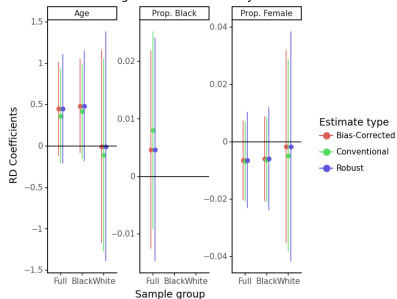 Age
Prop. Black
Prop. Female
1.5
1
0.5
0
−0.5
−1
−1.5
0.02
0.01
0
−0.01
0.04
0.02
0
−0.02
−0.04
RD Coefficients
Full Black White
Full Black White
Full Black White
Sample group
Estimate type
Bias-Corrected
Conventional
Robust